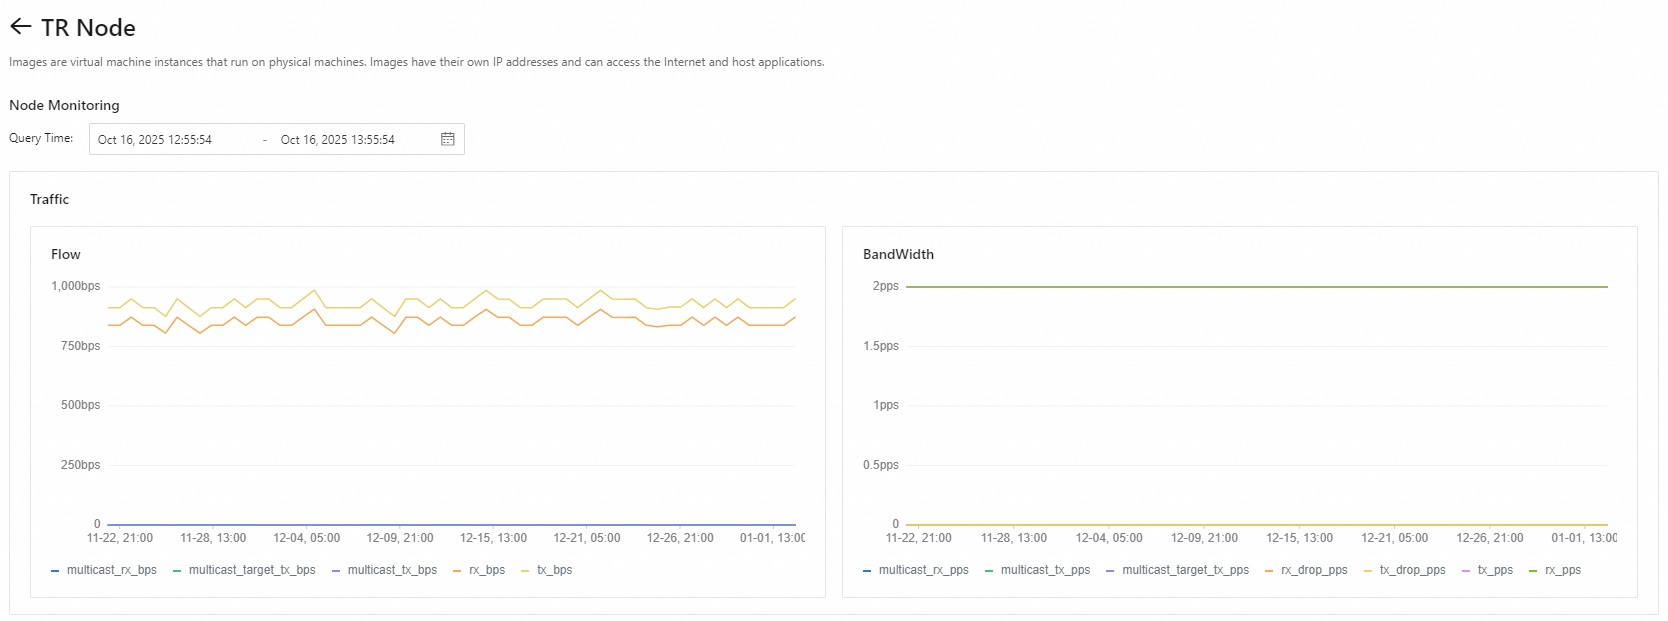 TR Node
Images are virtual machine instances that run on physical machines. Images have their own IP addresses and can access the Internet and host applications.
Node Monitoring
Query Time: Oct 16, 2025 12:55:54 - Oct 16, 2025 13:55:54
Traffic
Flow
1,000bps
750bps
500bps
250bps
0
11-22, 21:00 11-28, 13:00 12-04, 05:00 12-09, 21:00 12-15, 13:00 12-21, 05:00 12-26, 21:00 01-01, 13:00
multicast_rx_bps multicast_target_tx_bps multicast_tx_bps rx_bps tx_bps
BandWidth
2pps
1.5pps
1pps
0.5pps
0
11-22, 21:00 11-28, 13:00 12-04, 05:00 12-09, 21:00 12-15, 13:00 12-21, 05:00 12-26, 21:00 01-01, 13:00
multicast_rx_pps multicast_tx_pps multicast_target_tx_pps rx_drop_pps tx_drop_pps tx_pps rx_pps